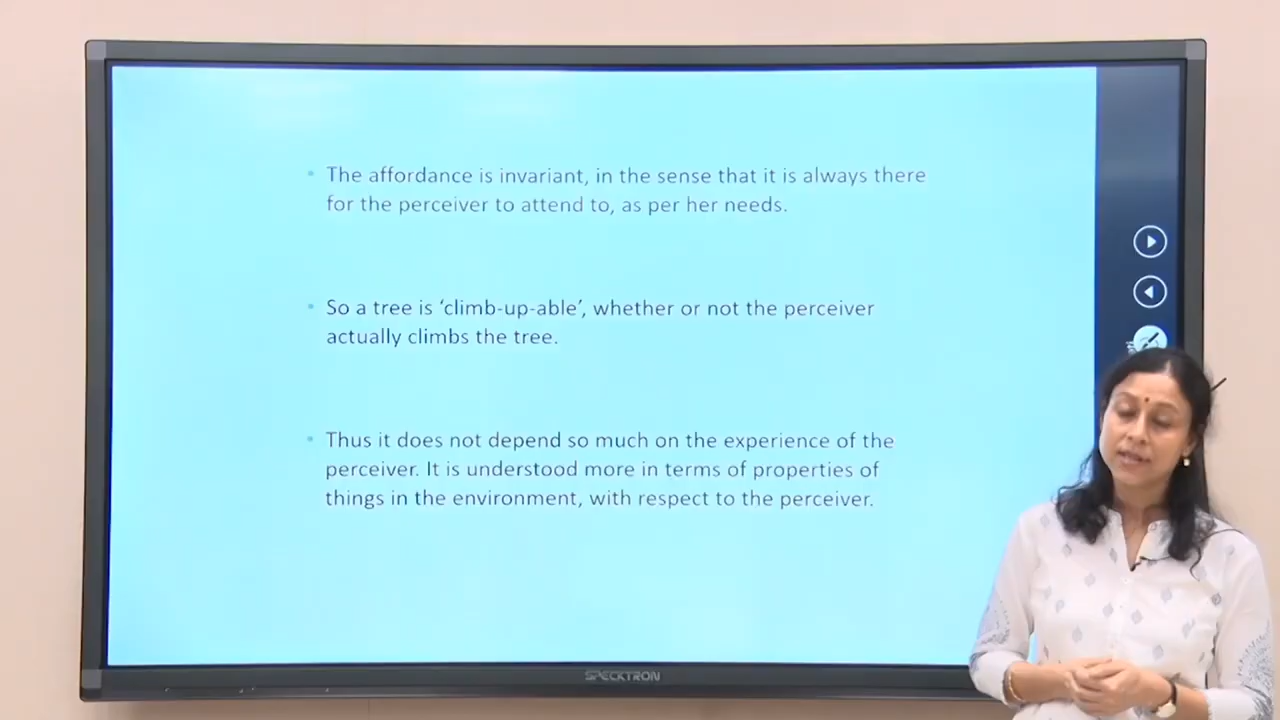 The affordance is invariant, in the sense that it is always there
for the perceiver to attend to, as per her needs.
So a tree is ‘climb-up-able’, whether or not the perceiver
actually climbs the tree.
Thus it does not depend so much on the experience of the
perceiver. It is understood more in terms of properties of
things in the environment, with respect to the perceiver.
SPECKTRON